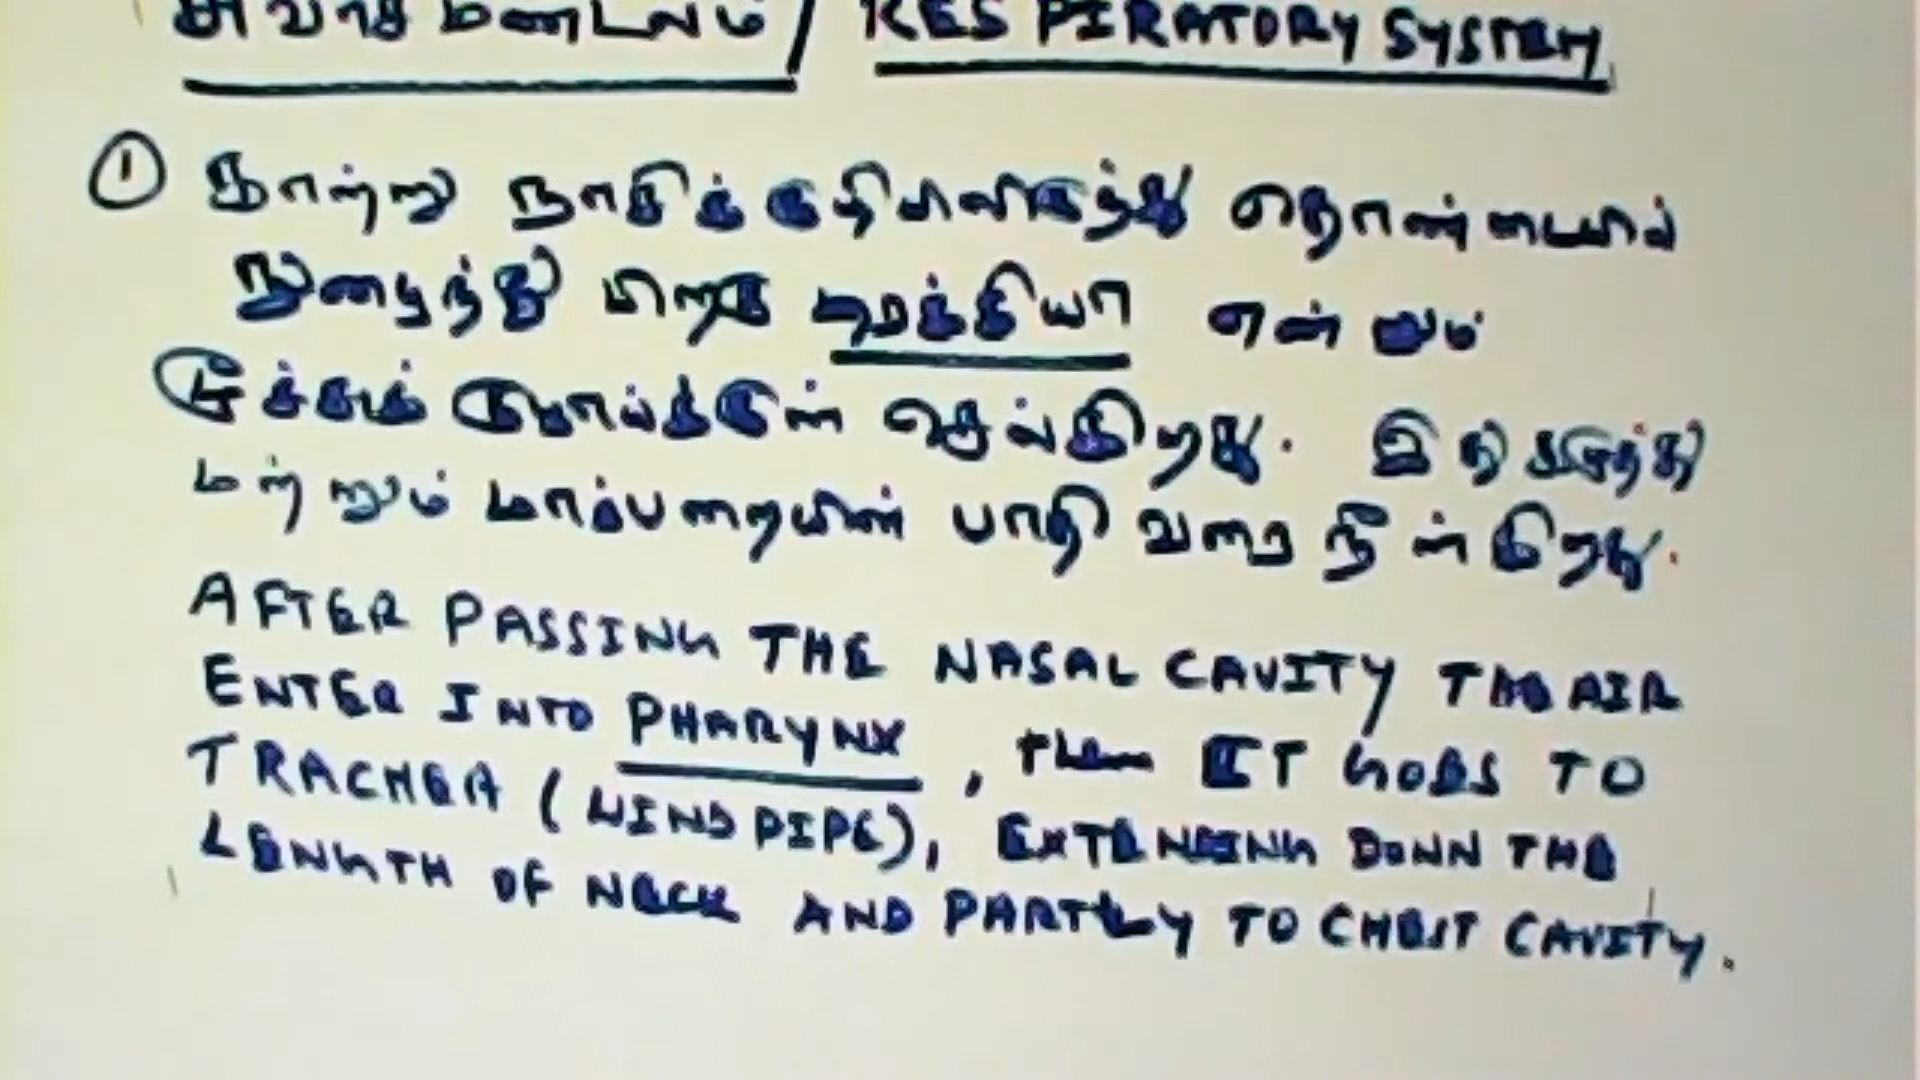 சுவாச மண்டலம் / RESPIRATORY SYSTEM
① காற்று நாசிக்குழியிலிருந்து தொண்டையில்
நுழைந்து பிறகு டிரக்கியா என்னும்
மூச்சுக் குழாய்க்குள் செல்கிறது. இது கழுத்து
மற்றும் மார்பறையின் பாதி வரை நீள்கிறது.
AFTER PASSING THE NASAL CAVITY THE AIR
ENTER INTO PHARYNX, then IT GOES TO
TRACHEA (WIND PIPE), EXTENDING DOWN THE
LENGTH OF NECK AND PARTLY TO CHEST CAVITY.